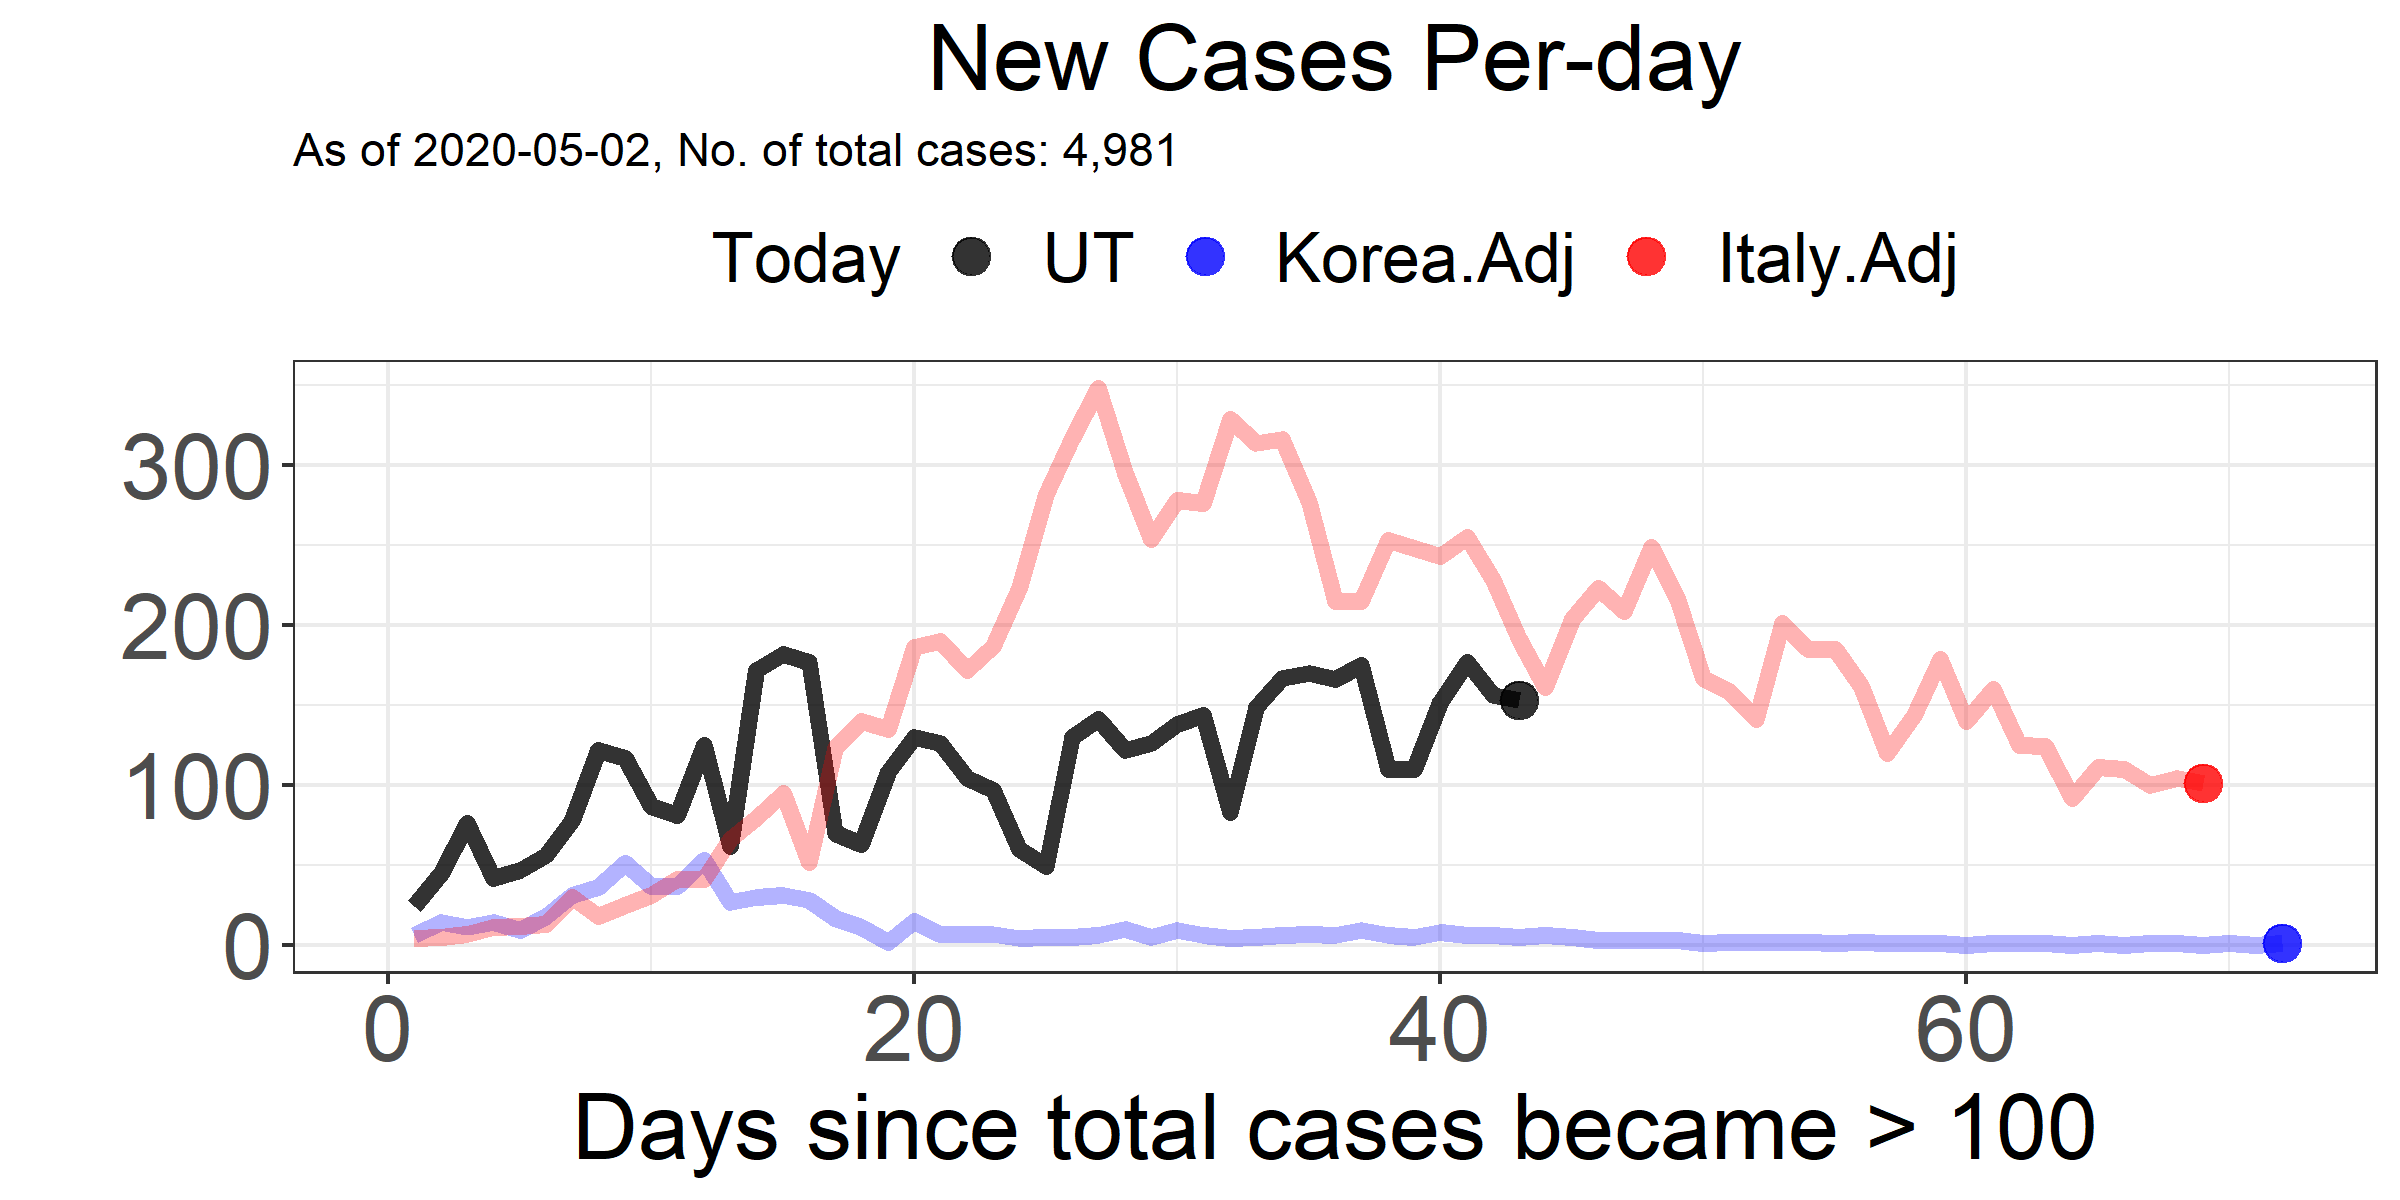 New Cases Per-day
As of 2020-05-02, No. of total cases: 4,981
Today UT Korea.Adj Italy.Adj
300
200
100
0
0 20 40 60
Days since total cases became > 100